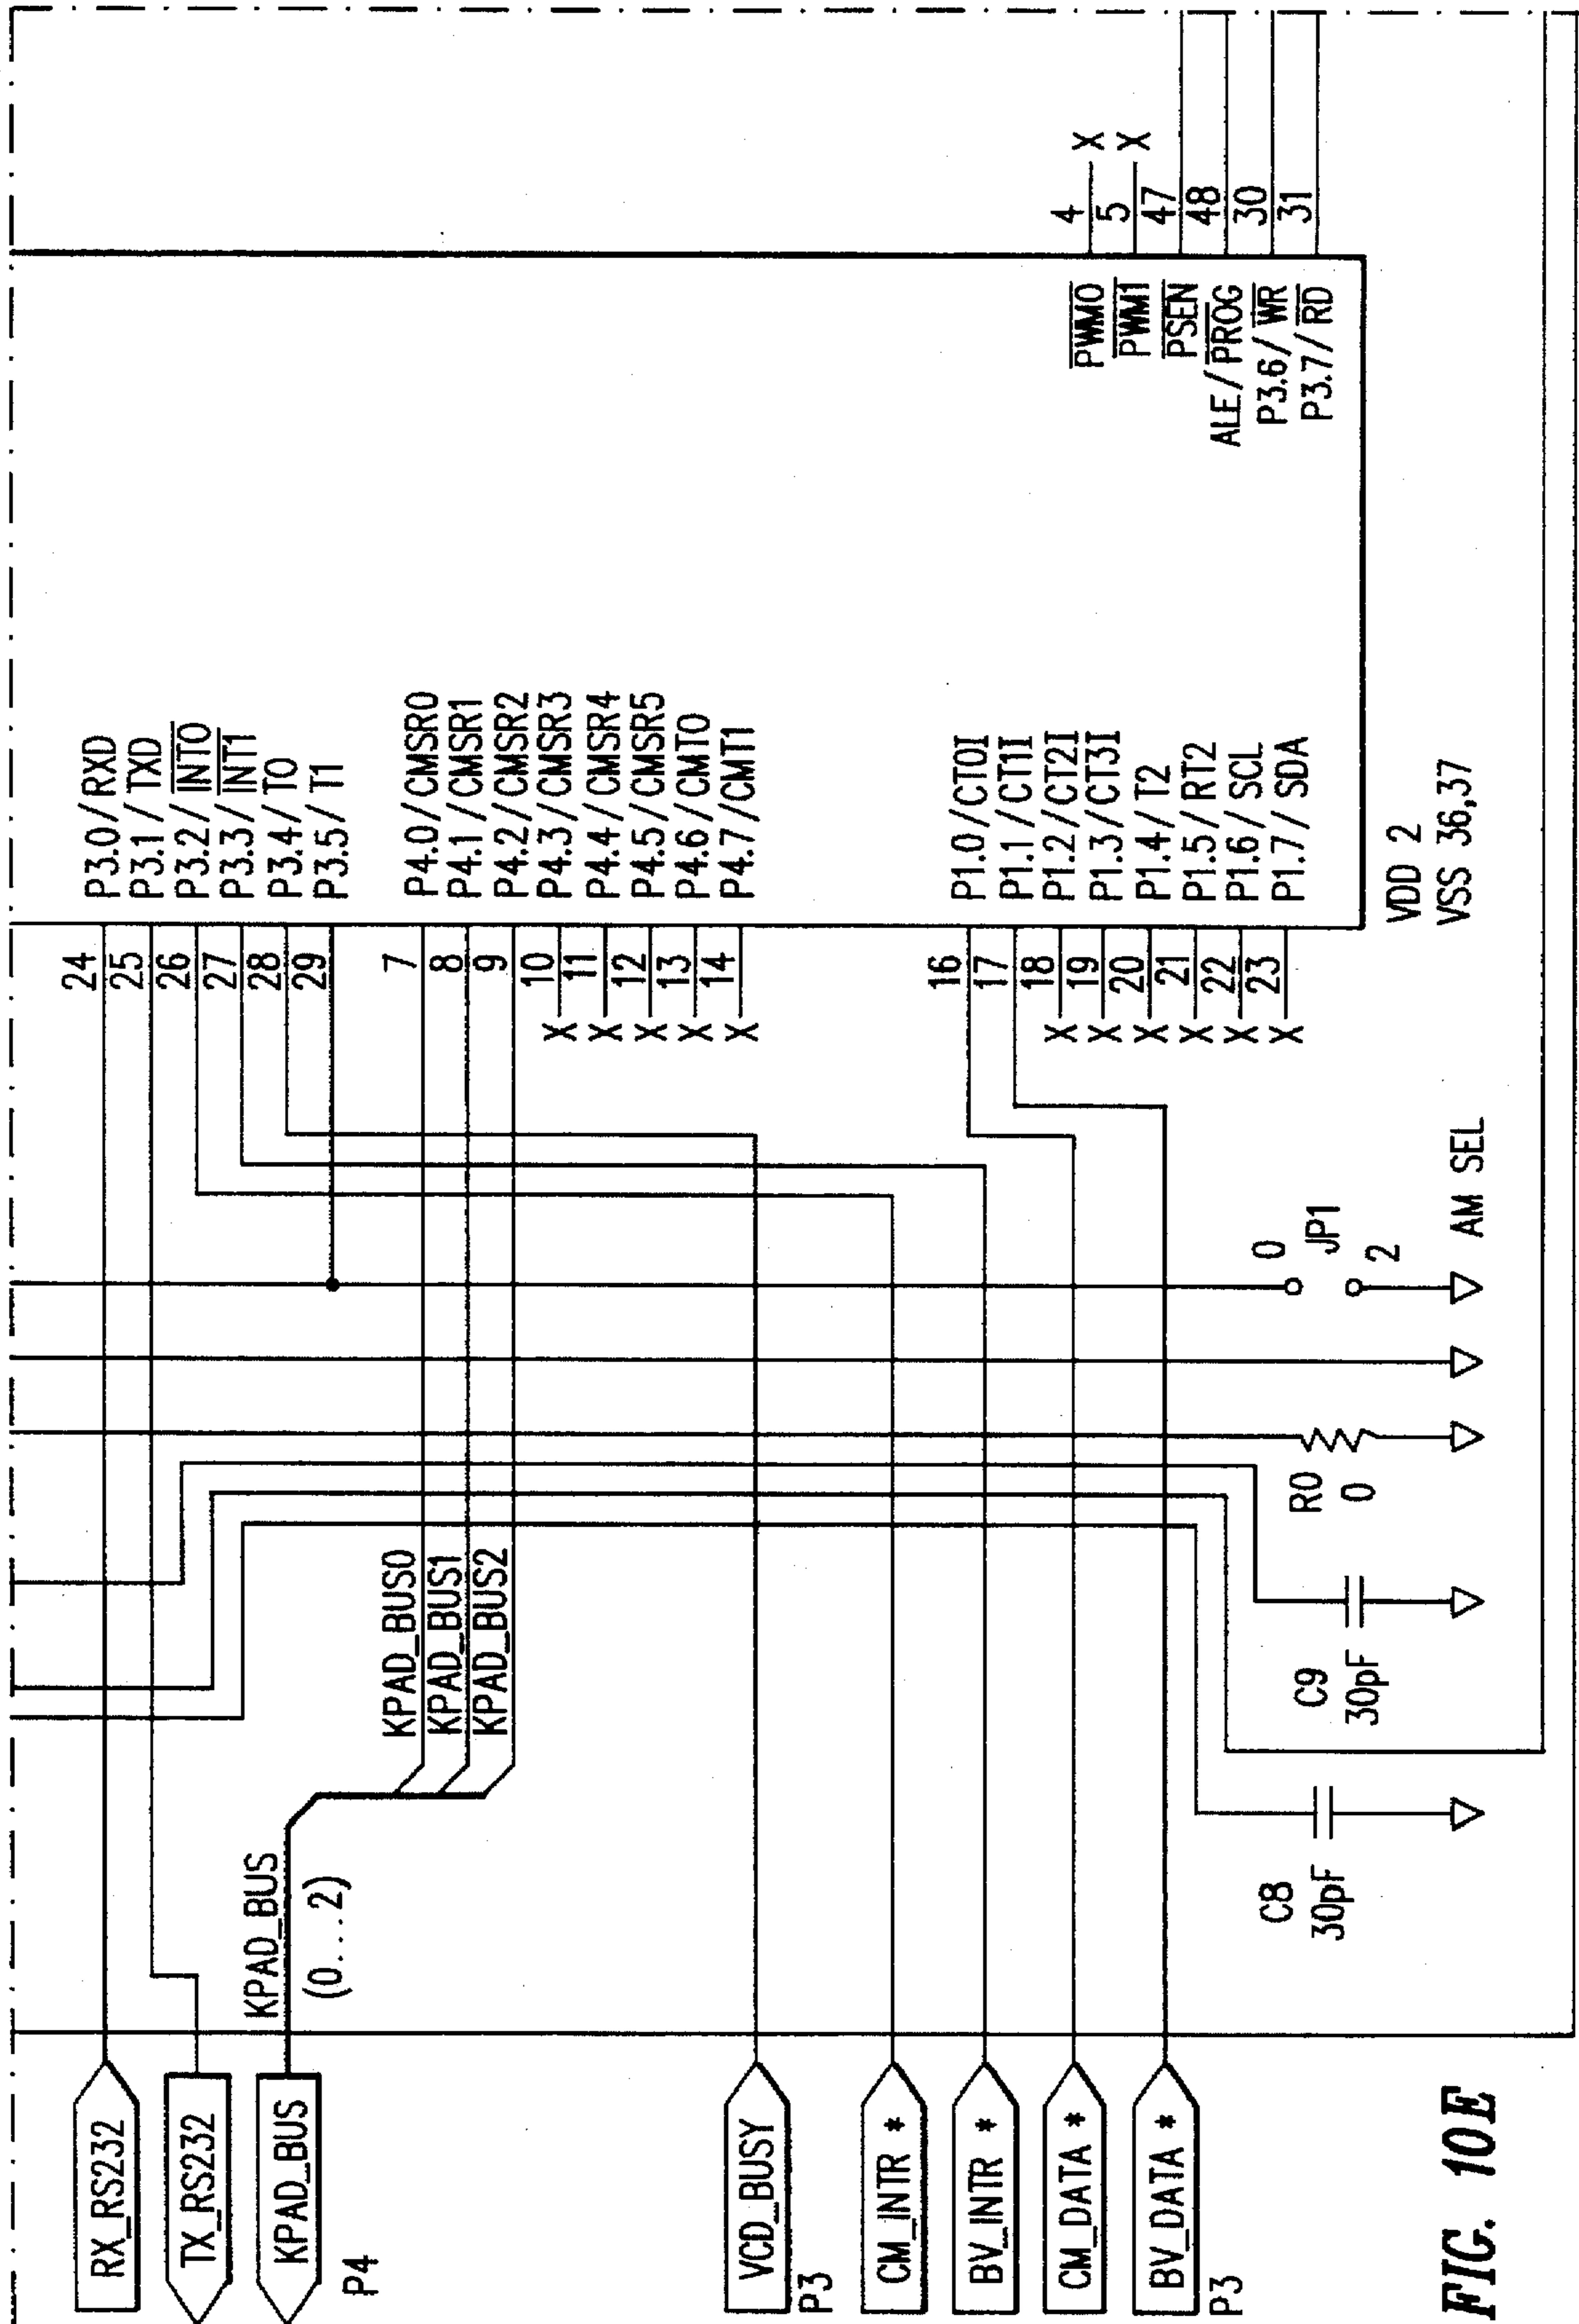 RX_RS232
TX_RS232
KPAD_BUS
P4
KPAD_BUS
(0...2)
KPAD_BUS0
KPAD_BUS1
KPAD_BUS2
VCD_BUSY
P3
CM_INTR *
BV_INTR *
CM_DATA *
BV_DATA *
P3
24 P3.0/RXD
25 P3.1/TXD
26 P3.2/INT0
27 P3.3/INT1
28 P3.4/T0
29 P3.5/T1
7 P4.0/CMSR0
8 P4.1/CMSR1
9 P4.2/CMSR2
X 10 P4.3/CMSR3
X 11 P4.4/CMSR4
X 12 P4.5/CMSR5
X 13 P4.6/CMT0
X 14 P4.7/CMT1
16 P1.0/CT0I
17 P1.1/CT1I
X 18 P1.2/CT2I
X 19 P1.3/CT3I
X 20 P1.4/T2
X 21 P1.5/RT2
X 22 P1.6/SCL
X 23 P1.7/SDA
PWM0 4 X
PWM1 5 X
PSEN 47
ALE/PROG 48
P3.6/WR 30
P3.7/RD 31
VDD 2
VSS 36,37
C8
30pF
C9
30pF
R0
0
0
JP1
2
AM SEL
FIG. 10E